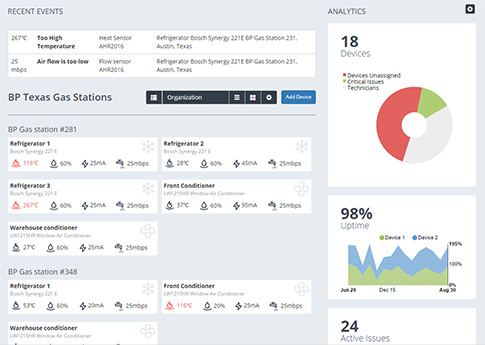 RECENT EVENTS
267℃ Too High Temperature Heat Sensor AHR2016 Refrigerator Bosch Synergy 221E BP Gas Station 231, Austin, Texas
25 mbps Air flow is too low Flow sensor AHR2016 Refrigerator Bosch Synergy 221E BP Gas Station 231, Austin, Texas
BP Texas Gas Stations
Organization
Add Device
BP Gas station #281
Refrigerator 1
Bosch Synergy 221 E
116℃ 60% 25mA 25mbps
Refrigerator 2
Bosch Synergy 221 E
28℃ 60% 45mA 25mbps
Refrigerator 3
Bosch Synergy 221 E
267℃ 60% 25mA 25mbps
Front Conditioner
LW1215HR Window Air Conditioner
37℃ 60% 95mA 25mbps
Warehouse conditioner
LW1215HR Window Air Conditioner
27℃ 60% 25mA 25mbps
BP Gas station #348
Refrigerator 1
Bosch Synergy 221 E
53℃ 60% 20mA 25mbps
Front Conditioner
LW1215HR Window Air Conditioner
116℃ 20% 25mA 25mbps
Warehouse conditioner
LW1215HR Window Air Conditioner
ANALYTICS
18
Devices
Devices Unassigned
Critical Issues
Technicians
98%
Uptime
Device 1 Device 2
195%
0%
Jun 29 Dec 15 Aug 30
24
Active Issues